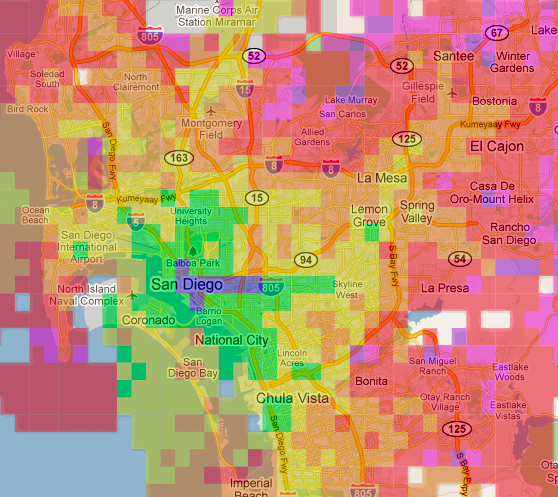 Marine Corps Air
Station Miramar
805
67
Lake
Village
52
52
Santee
Winter
Gardens
Soledad
South
North
Clairemont
15
Gillespie
Field
Lake Murray
San Carlos
Bostonia
8
Bird Rock
Montgomery
Field
Allied
Gardens
Kumeyaay Fwy
San Diego Fwy
125
El Cajon
163
8
8
La Mesa
Casa De
Oro-Mount Helix
8
Kumeyaay Fwy
15
Ocean
Beach
5
University
Heights
Lemon
Grove
Spring
Valley
Rancho
San Diego
San Diego
International
Airport
Balboa Park
94
S Bay Fwy
54
North Island
Naval Complex
San Diego
805
Skyline
West
La Presa
Coronado
Barrio
Logan
National City
Lincoln
Acres
San
Diego Bay
San Miguel
Ranch
Eastlake
Woods
Bonita
Chula Vista
Otay Ranch
Village
Eastlake
Vistas
San Diego Fwy
125
S Bay Expy
Ota
Imperial
Beach
805